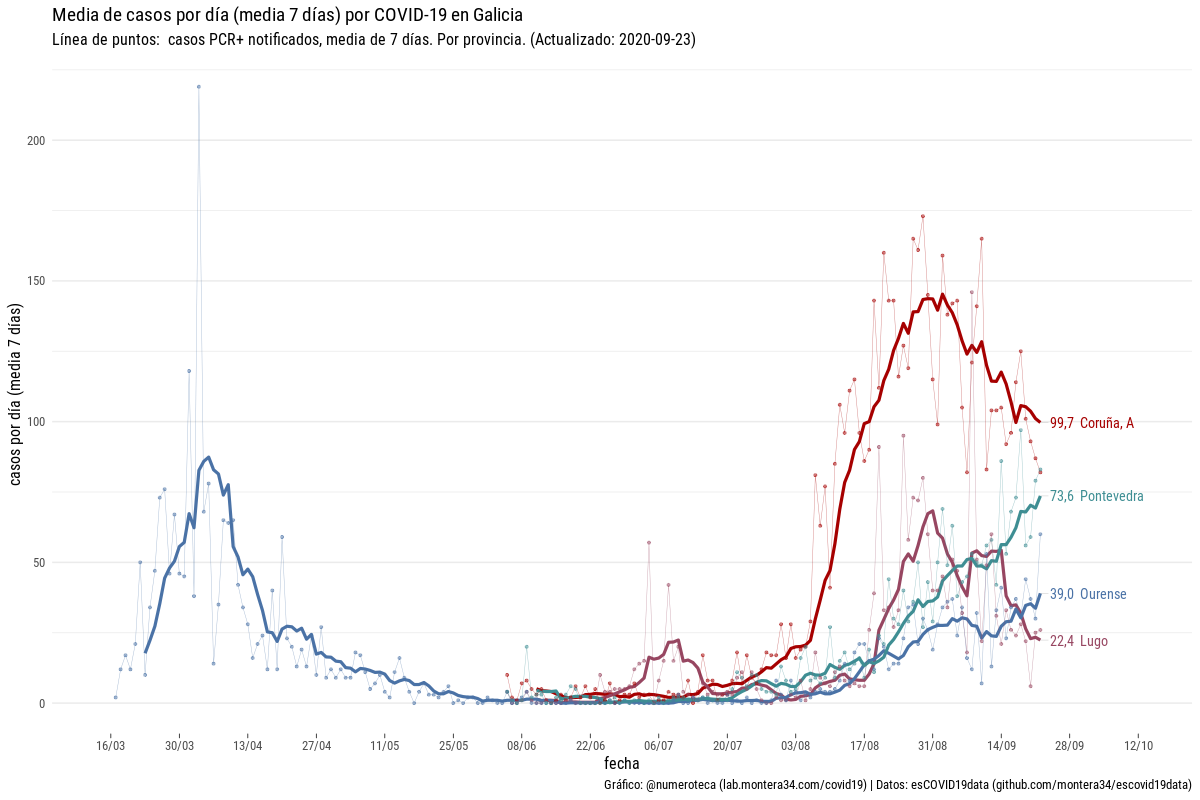 Media de casos por día (media 7 días) por COVID-19 en Galicia
Línea de puntos:  casos PCR+ notificados, media de 7 días. Por provincia. (Actualizado: 2020-09-23)
casos por día (media 7 días)
200
150
100
50
0
99,7 Coruña, A
73,6 Pontevedra
39,0 Ourense
22,4 Lugo
16/03 30/03 13/04 27/04 11/05 25/05 08/06 22/06 06/07 20/07 03/08 17/08 31/08 14/09 28/09 12/10
fecha
Gráfico: @numeroteca (lab.montera34.com/covid19) | Datos: esCOVID19data (github.com/montera34/escovid19data)